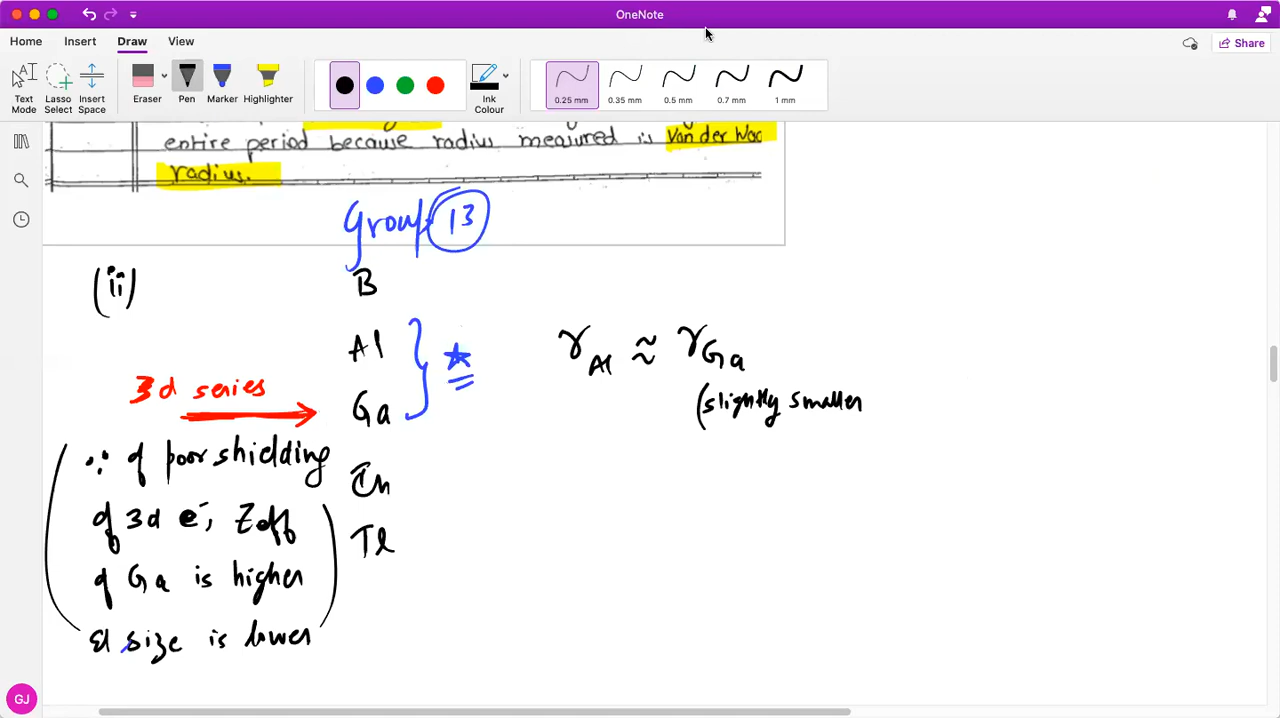 OneNote
Home Insert Draw View
Share
Text Mode
Lasso Select
Insert Space
Eraser
Pen
Marker
Highlighter
Ink Colour
0.25 mm
0.35 mm
0.5 mm
0.7 mm
1 mm
entire period because radius measured is Van der Waa
radius.
Group 13
(ii)
B
Al
3d series
Ga
In
Tl
∵ of poor shielding
of 3d e⁻, Zeff
of Ga is higher
& size is lower
r Al ≈ r Ga
(slightly smaller
GJ